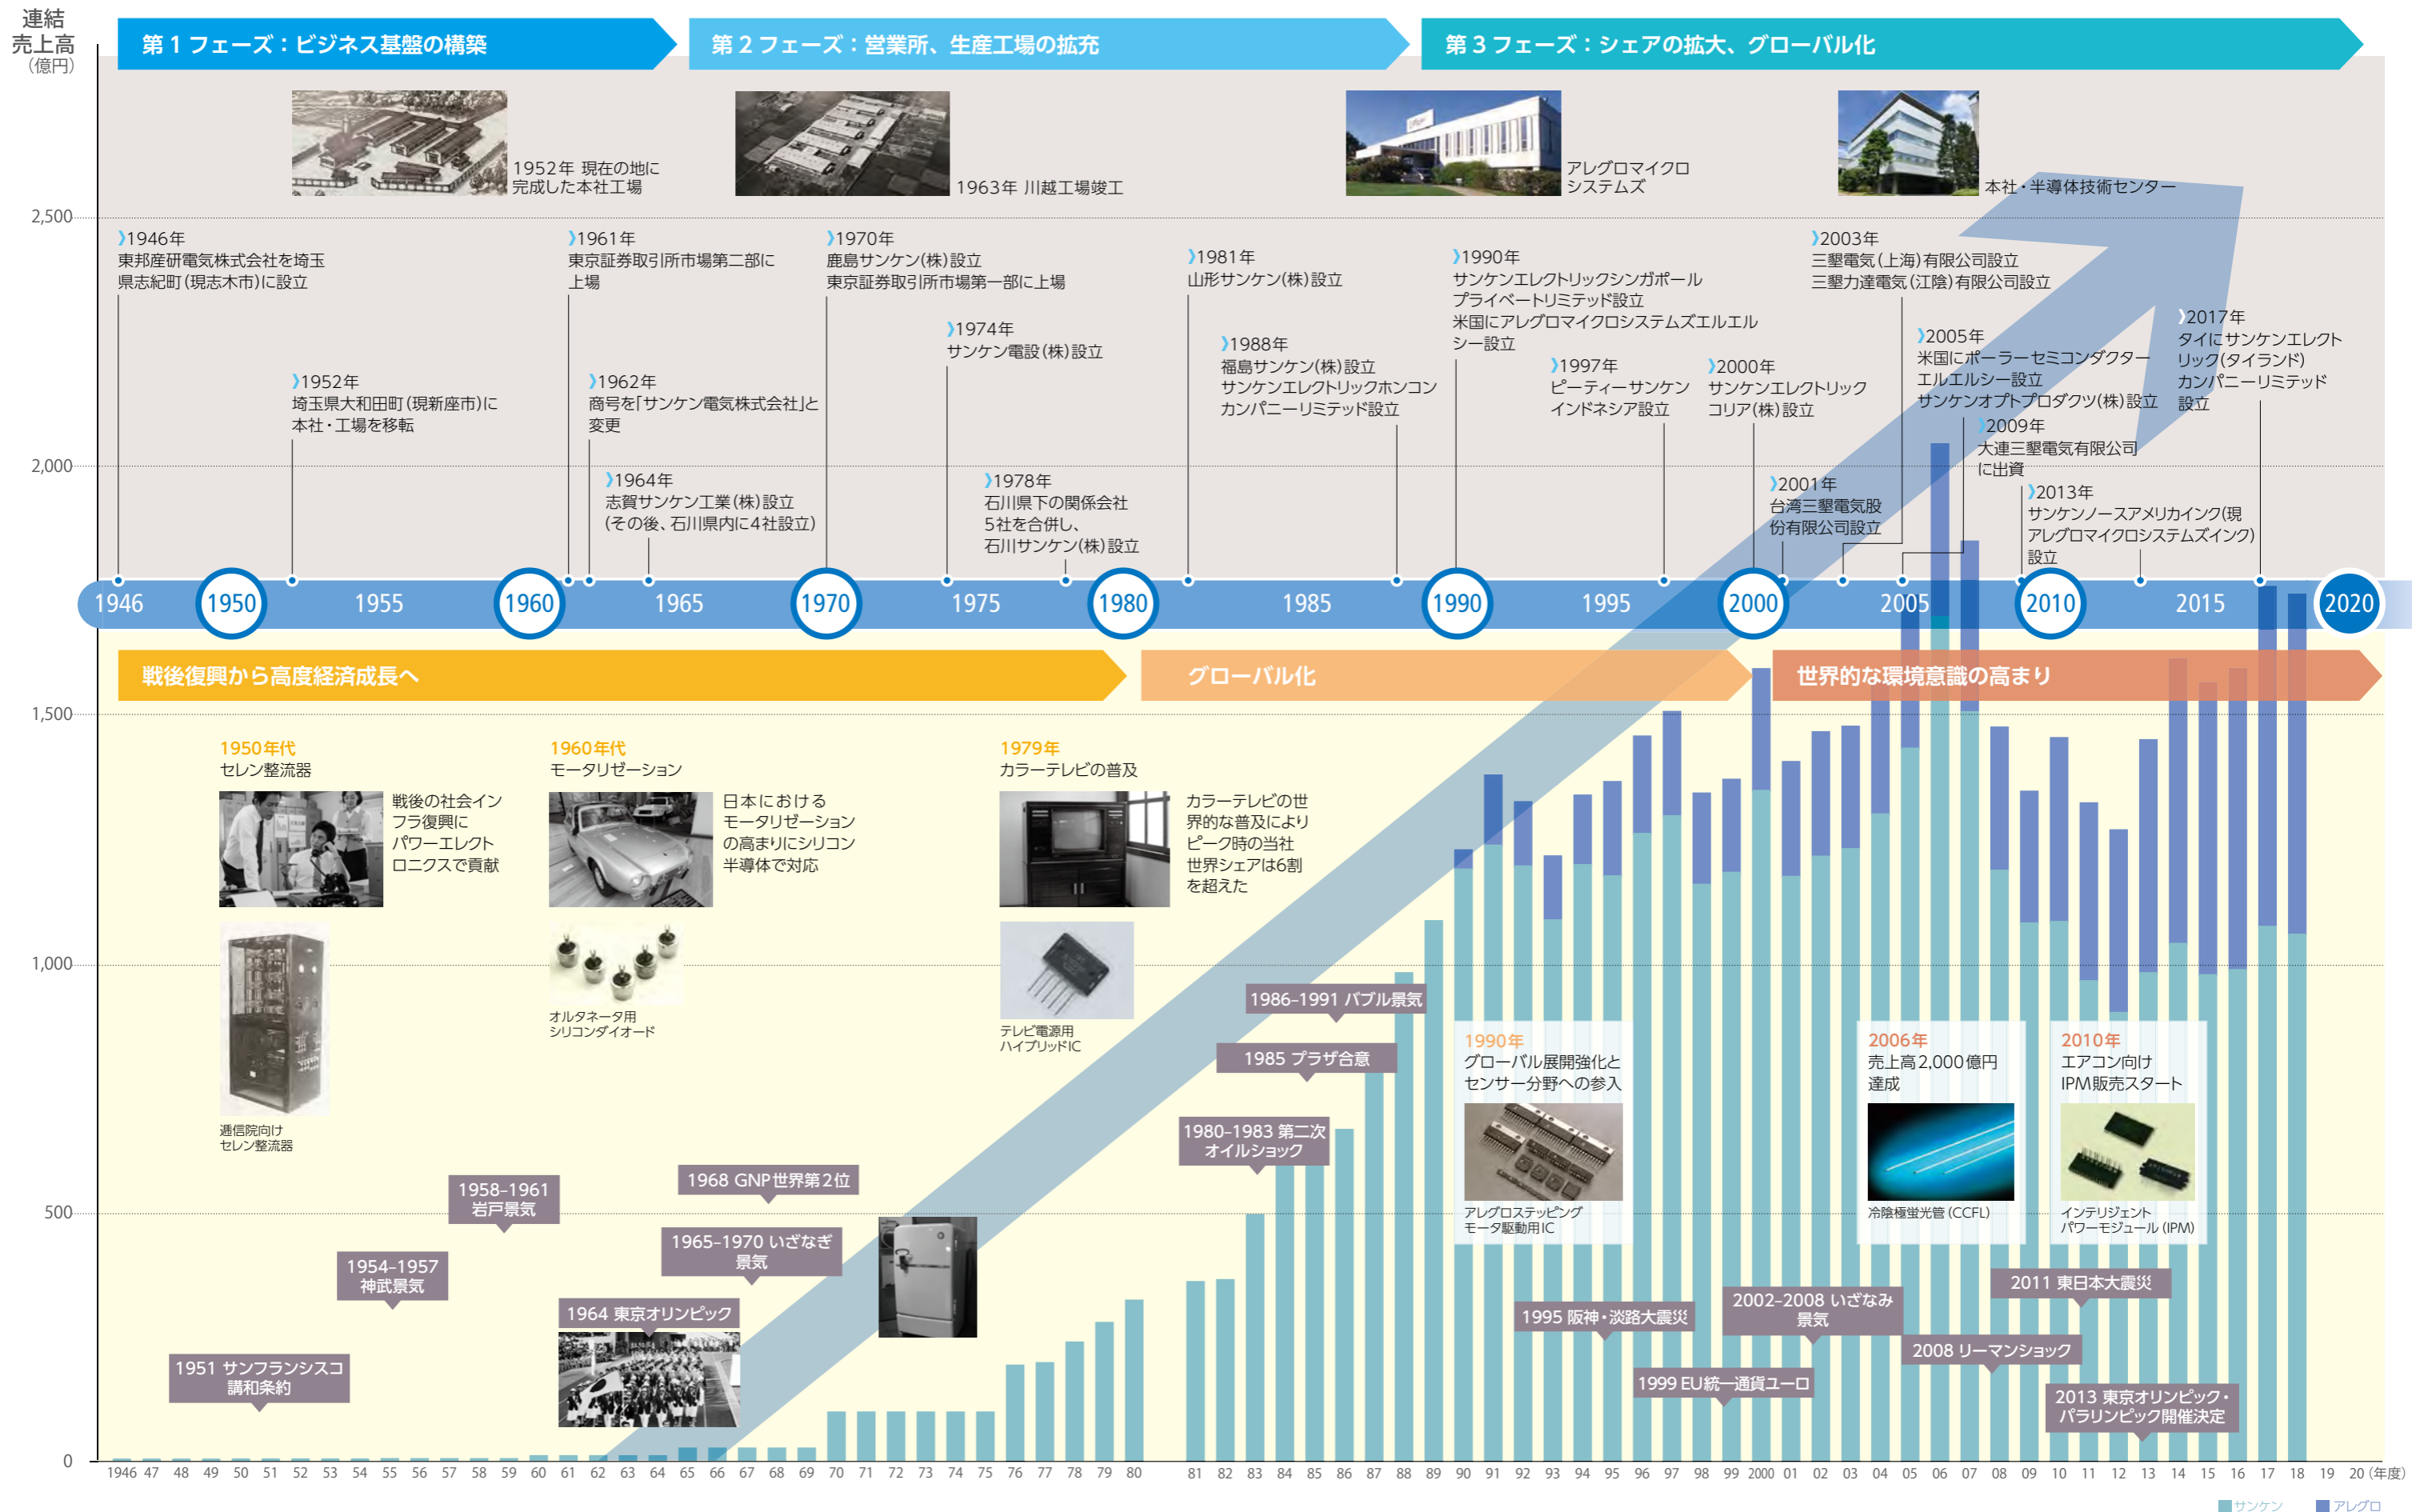 連結
売上高
（億円）
第1フェーズ：ビジネス基盤の構築
第2フェーズ：営業所、生産工場の拡充
第3フェーズ：シェアの拡大、グローバル化
1952年 現在の地に
完成した本社工場
1963年 川越工場竣工
アレグロマイクロ
システムズ
本社・半導体技術センター
2,500
2,000
1,500
1,000
500
0
》1946年
東邦産研電気株式会社を埼玉
県志紀町（現志木市）に設立
》1952年
埼玉県大和田町（現新座市）に
本社・工場を移転
》1961年
東京証券取引所市場第二部に
上場
》1962年
商号を「サンケン電気株式会社」と
変更
》1964年
志賀サンケン工業（株）設立
（その後、石川県内に4社設立）
》1970年
鹿島サンケン（株）設立
東京証券取引所市場第一部に上場
》1974年
サンケン電設（株）設立
》1978年
石川県下の関係会社
5社を合併し、
石川サンケン（株）設立
》1981年
山形サンケン（株）設立
》1988年
福島サンケン（株）設立
サンケンエレクトリックホンコン
カンパニーリミテッド設立
》1990年
サンケンエレクトリックシンガポール
プライベートリミテッド設立
米国にアレグロマイクロシステムズエルエル
シー設立
》1997年
ピーティーサンケン
インドネシア設立
》2000年
サンケンエレクトリック
コリア（株）設立
》2001年
台湾三墾電気股
份有限公司設立
》2003年
三墾電気（上海）有限公司設立
三墾力達電気（江陰）有限公司設立
》2005年
米国にポーラーセミコンダクター
エルエルシー設立
サンケンオプトプロダクツ（株）設立
》2009年
大連三墾電気有限公司
に出資
》2013年
サンケンノースアメリカインク（現
アレグロマイクロシステムズインク）
設立
》2017年
タイにサンケンエレクト
リック（タイランド）
カンパニーリミテッド
設立
1946 1950 1955 1960 1965 1970 1975 1980 1985 1990 1995 2000 2005 2010 2015 2020
戦後復興から高度経済成長へ
グローバル化
世界的な環境意識の高まり
1950年代
セレン整流器
戦後の社会イン
フラ復興に
パワーエレクト
ロニクスで貢献
逓信院向け
セレン整流器
1960年代
モータリゼーション
日本における
モータリゼーション
の高まりにシリコン
半導体で対応
オルタネータ用
シリコンダイオード
1979年
カラーテレビの普及
カラーテレビの世
界的な普及により
ピーク時の当社
世界シェアは6割
を超えた
テレビ電源用
ハイブリッドIC
1990年
グローバル展開強化と
センサー分野への参入
アレグロステッピング
モータ駆動用IC
2006年
売上高2,000億円
達成
冷陰極蛍光管（CCFL）
2010年
エアコン向け
IPM販売スタート
インテリジェント
パワーモジュール（IPM）
1951 サンフランシスコ
講和条約
1954–1957
神武景気
1958–1961
岩戸景気
1964 東京オリンピック
1965–1970 いざなぎ
景気
1968 GNP世界第2位
1980–1983 第二次
オイルショック
1985 プラザ合意
1986–1991 バブル景気
1995 阪神・淡路大震災
1999 EU統一通貨ユーロ
2002–2008 いざなみ
景気
2008 リーマンショック
2011 東日本大震災
2013 東京オリンピック・
パラリンピック開催決定
1946 47 48 49 50 51 52 53 54 55 56 57 58 59 60 61 62 63 64 65 66 67 68 69 70 71 72 73 74 75 76 77 78 79 80 81 82 83 84 85 86 87 88 89 90 91 92 93 94 95 96 97 98 99 2000 01 02 03 04 05 06 07 08 09 10 11 12 13 14 15 16 17 18 19 20（年度）
サンケン アレグロ